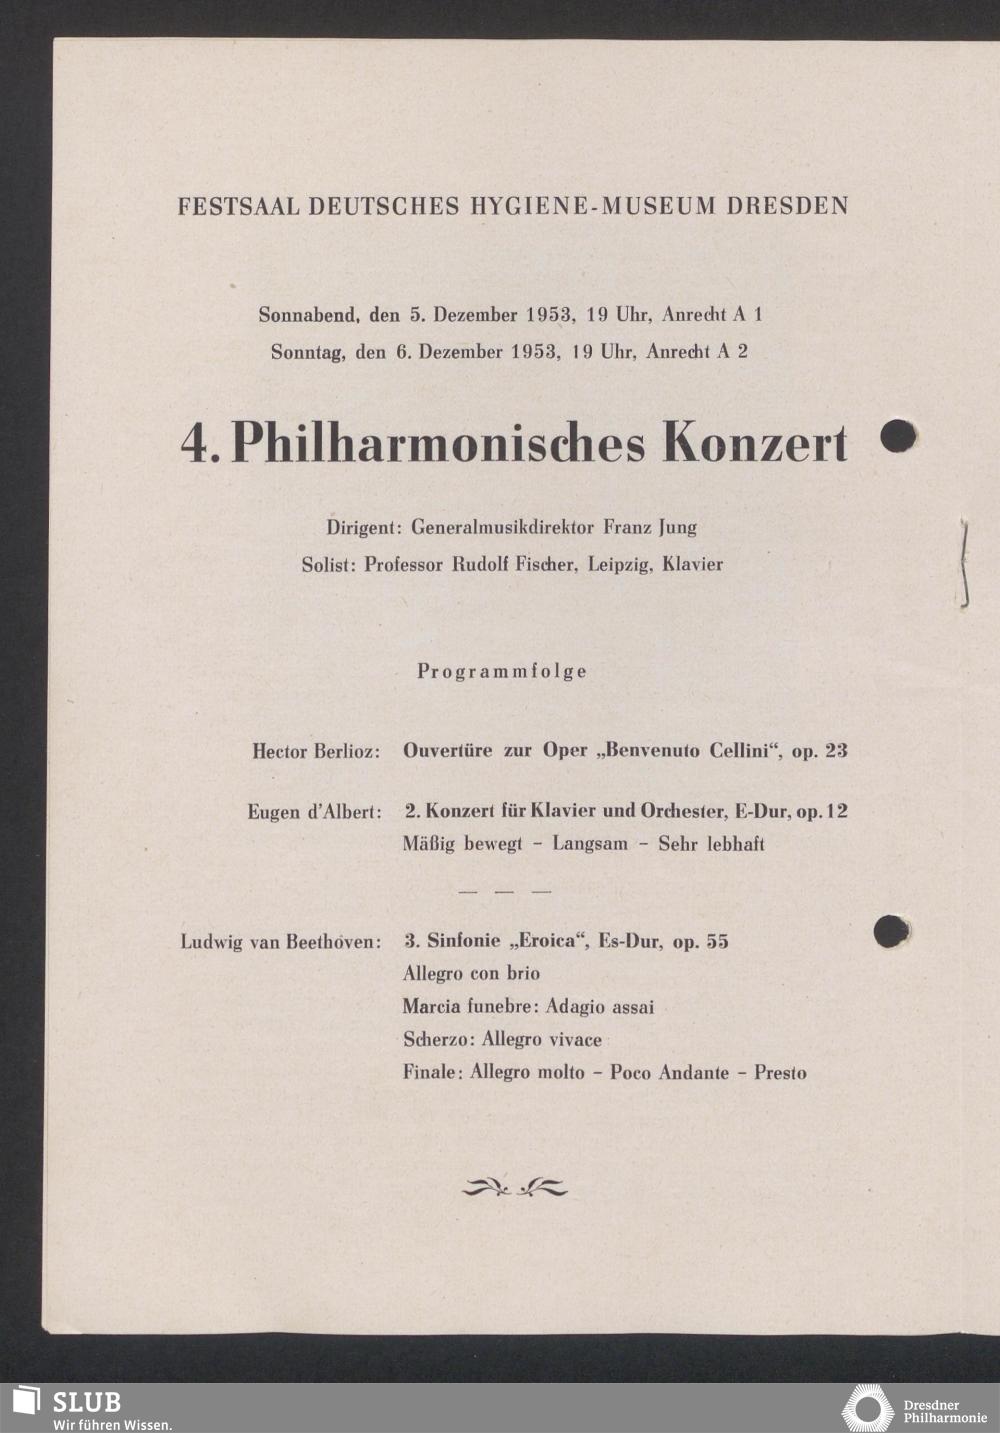 FESTSAAL DEUTSCHES HYGIENE-MUSEUM DRESDEN
Sonnabend, den 5. Dezember 1953, 19 Uhr, Anrecht A 1
Sonntag, den 6. Dezember 1953, 19 Uhr, Anrecht A 2
4. Philharmonisches Konzert
Dirigent: Generalmusikdirektor Franz Jung
Solist: Professor Rudolf Fischer, Leipzig, Klavier
Programmfolge
Hector Berlioz: Ouvertüre zur Oper „Benvenuto Cellini“, op. 23
Eugen d'Albert: 2. Konzert für Klavier und Orchester, E-Dur, op. 12
Mäßig bewegt – Langsam – Sehr lebhaft
— — —
Ludwig van Beethoven: 3. Sinfonie „Eroica“, Es-Dur, op. 55
Allegro con brio
Marcia funebre: Adagio assai
Scherzo: Allegro vivace
Finale: Allegro molto – Poco Andante – Presto
SLUB
Wir führen Wissen.
Dresdner
Philharmonie